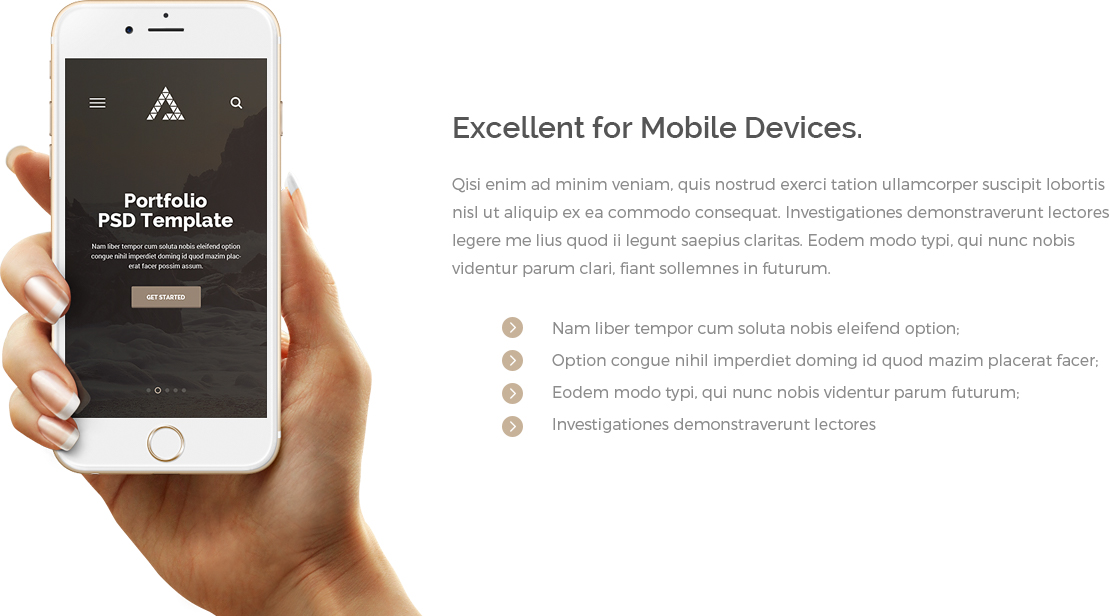 Portfolio
PSD Template
Nam liber tempor cum soluta nobis eleifend option
congue nihil imperdiet doming id quod mazim plac-
erat facer possim assum.
GET STARTED
Excellent for Mobile Devices.
Qisi enim ad minim veniam, quis nostrud exerci tation ullamcorper suscipit lobortis
nisl ut aliquip ex ea commodo consequat. Investigationes demonstraverunt lectores
legere me lius quod ii legunt saepius claritas. Eodem modo typi, qui nunc nobis
videntur parum clari, fiant sollemnes in futurum.
Nam liber tempor cum soluta nobis eleifend option;
Option congue nihil imperdiet doming id quod mazim placerat facer;
Eodem modo typi, qui nunc nobis videntur parum futurum;
Investigationes demonstraverunt lectores